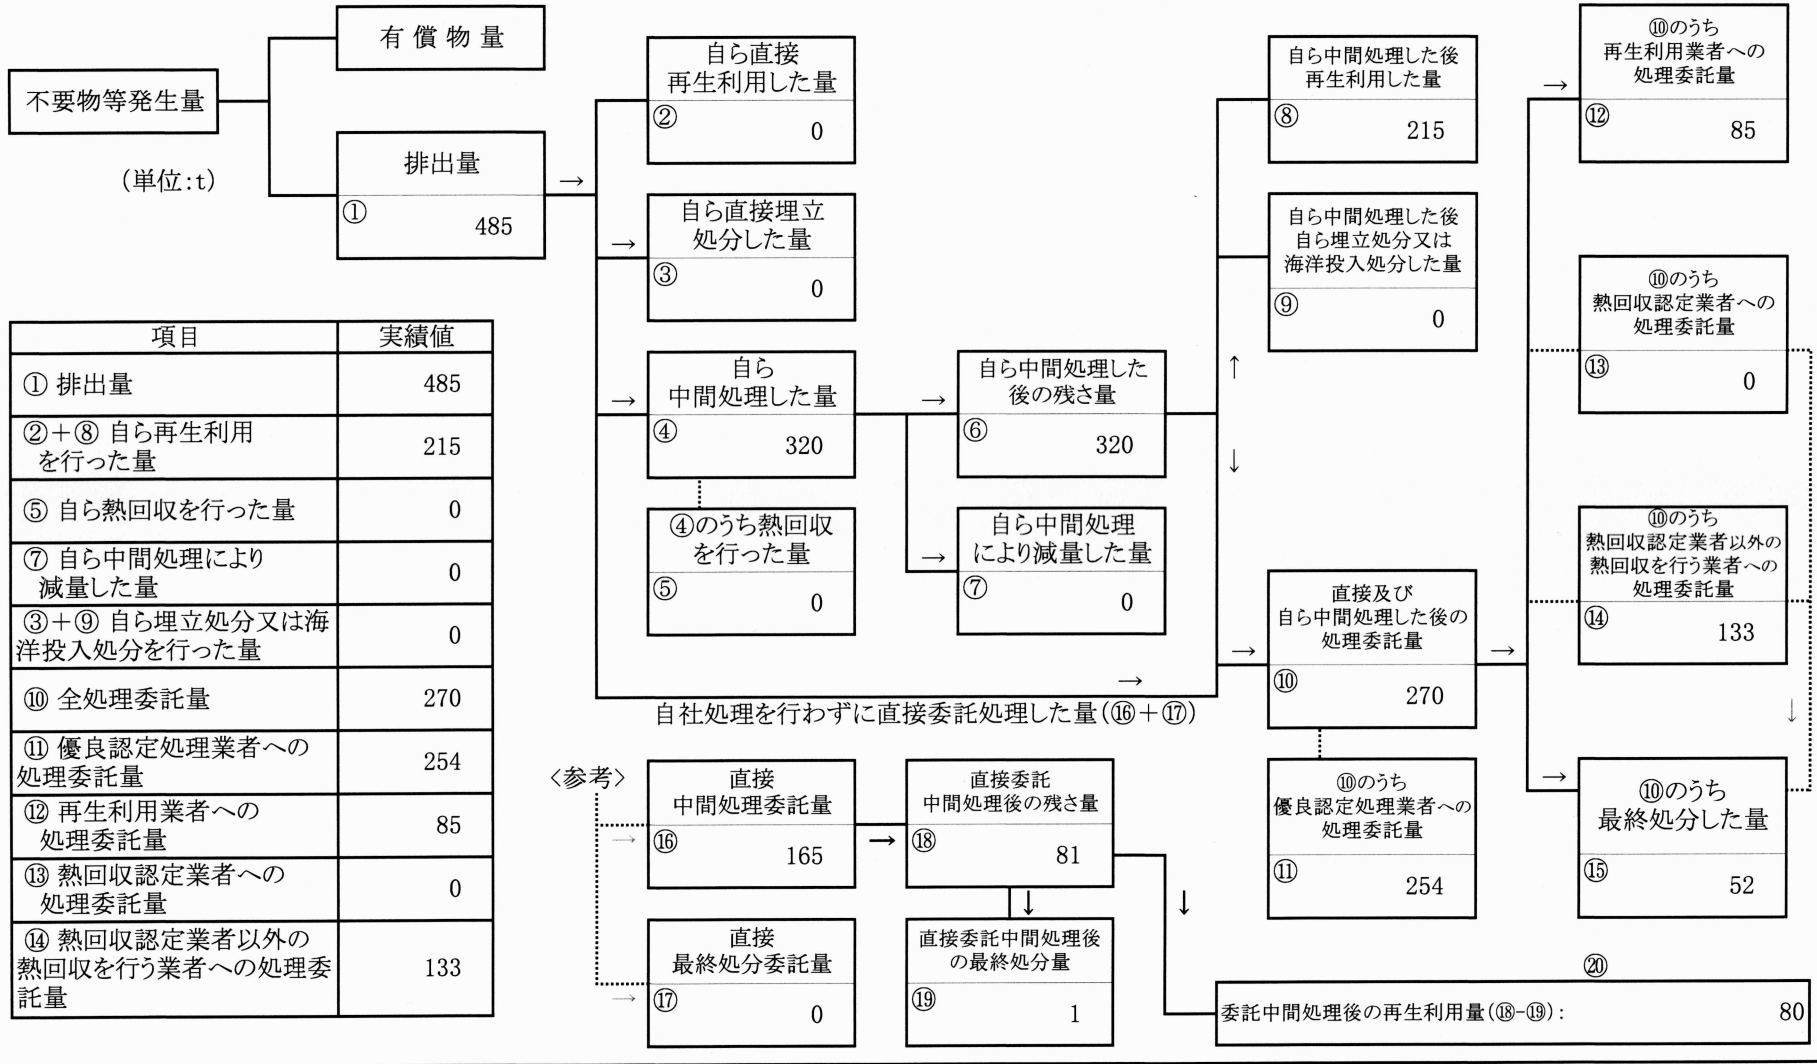 不要物等発生量
(単位:t)
有償物量
排出量
① 485
→
自ら直接
再生利用した量
② 0
→
自ら直接埋立
処分した量
③ 0
→
自ら
中間処理した量
④ 320
④のうち熱回収
を行った量
⑤ 0
→
自ら中間処理した
後の残さ量
⑥ 320
→
自ら中間処理
により減量した量
⑦ 0
↑
↓
自ら中間処理した後
再生利用した量
⑧ 215
自ら中間処理した後
自ら埋立処分又は
海洋投入処分した量
⑨ 0
→
自社処理を行わずに直接委託処理した量(⑯+⑰)
→
直接及び
自ら中間処理した後の
処理委託量
⑩ 270
⑩のうち
優良認定処理業者への
処理委託量
⑪ 254
→
→
⑩のうち
再生利用業者への
処理委託量
⑫ 85
⑩のうち
熱回収認定業者への
処理委託量
⑬ 0
⑩のうち
熱回収認定業者以外の
熱回収を行う業者への
処理委託量
⑭ 133
↓
→
⑩のうち
最終処分した量
⑮ 52
項目 実績値
① 排出量 485
②+⑧ 自ら再生利用
を行った量 215
⑤ 自ら熱回収を行った量 0
⑦ 自ら中間処理により
減量した量 0
③+⑨ 自ら埋立処分又は海
洋投入処分を行った量 0
⑩ 全処理委託量 270
⑪ 優良認定処理業者への
処理委託量 254
⑫ 再生利用業者への
処理委託量 85
⑬ 熱回収認定業者への
処理委託量 0
⑭ 熱回収認定業者以外の
熱回収を行う業者への処理委
託量 133
<参考>
→
直接
中間処理委託量
⑯ 165
→
直接委託
中間処理後の残さ量
⑱ 81
→
直接
最終処分委託量
⑰ 0
↓
直接委託中間処理後
の最終処分量
⑲ 1
↓
⑳
委託中間処理後の再生利用量(⑱-⑲): 80